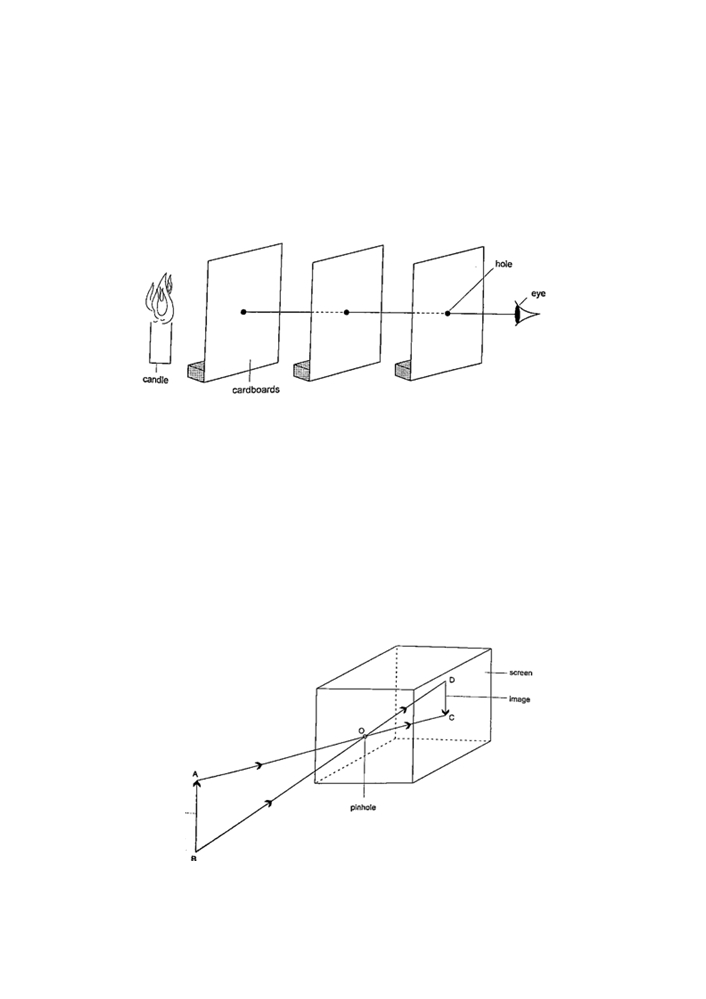 hole
eye
candle
cardboards
screen
D
image
C
O
A
pinhole
B